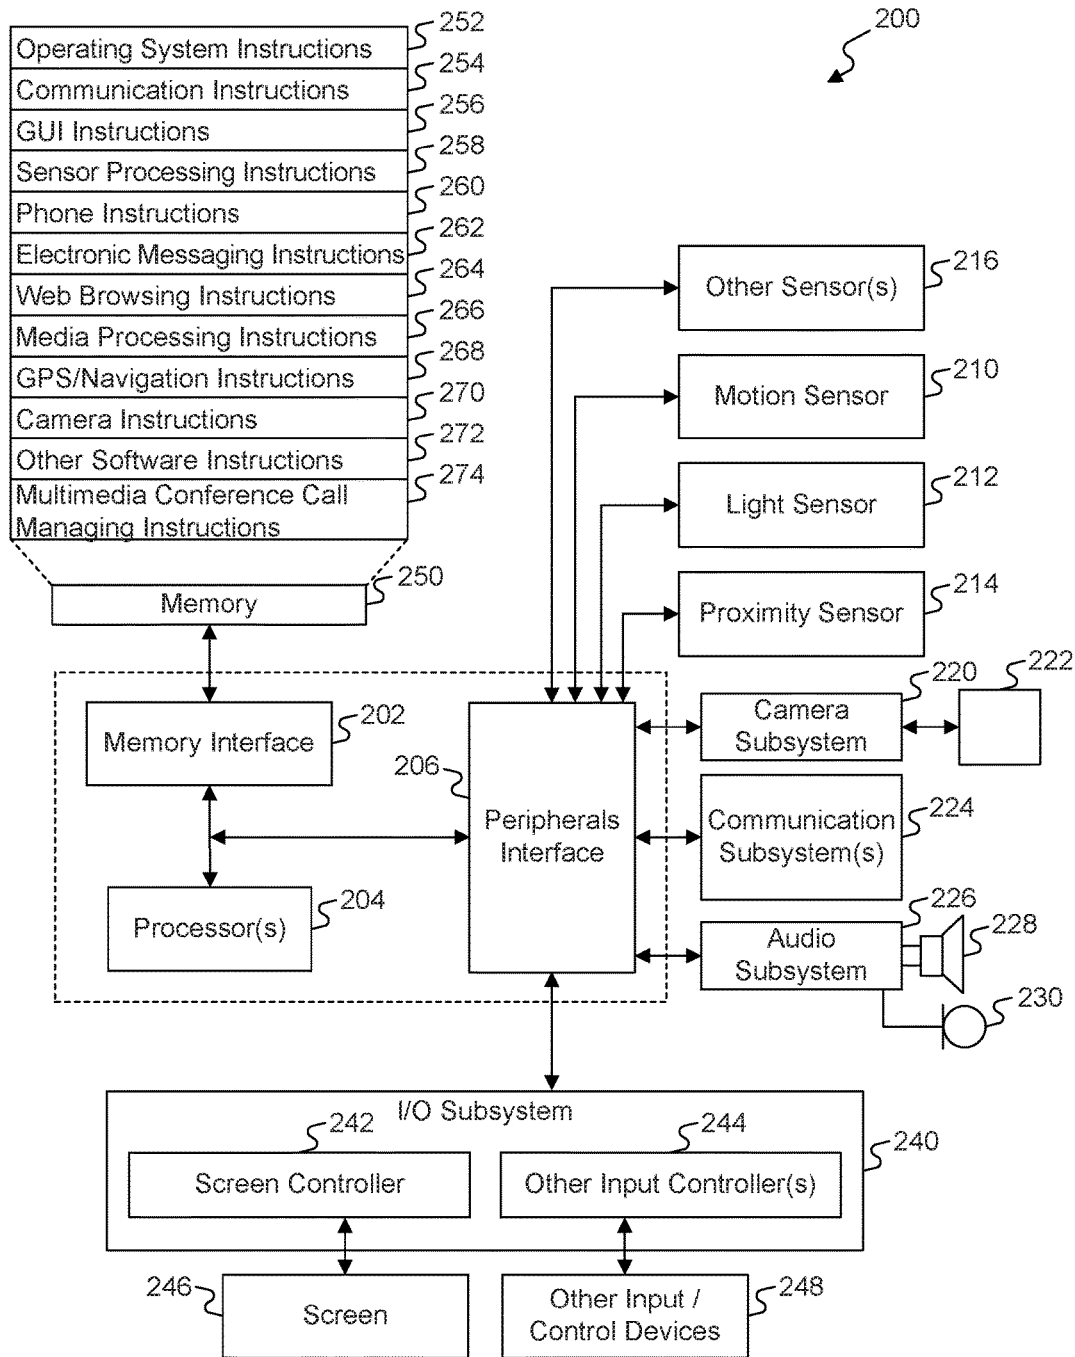 200
Operating System Instructions
252
Communication Instructions
254
GUI Instructions
256
Sensor Processing Instructions
258
Phone Instructions
260
Electronic Messaging Instructions
262
Web Browsing Instructions
264
Media Processing Instructions
266
GPS/Navigation Instructions
268
Camera Instructions
270
Other Software Instructions
272
Multimedia Conference Call
Managing Instructions
274
Memory
250
Other Sensor(s)
216
Motion Sensor
210
Light Sensor
212
Proximity Sensor
214
Memory Interface
202
Processor(s)
204
206
Peripherals
Interface
Camera
Subsystem
220
222
Communication
Subsystem(s)
224
Audio
Subsystem
226
228
230
I/O Subsystem
240
242
Screen Controller
244
Other Input Controller(s)
246
Screen
Other Input /
Control Devices
248